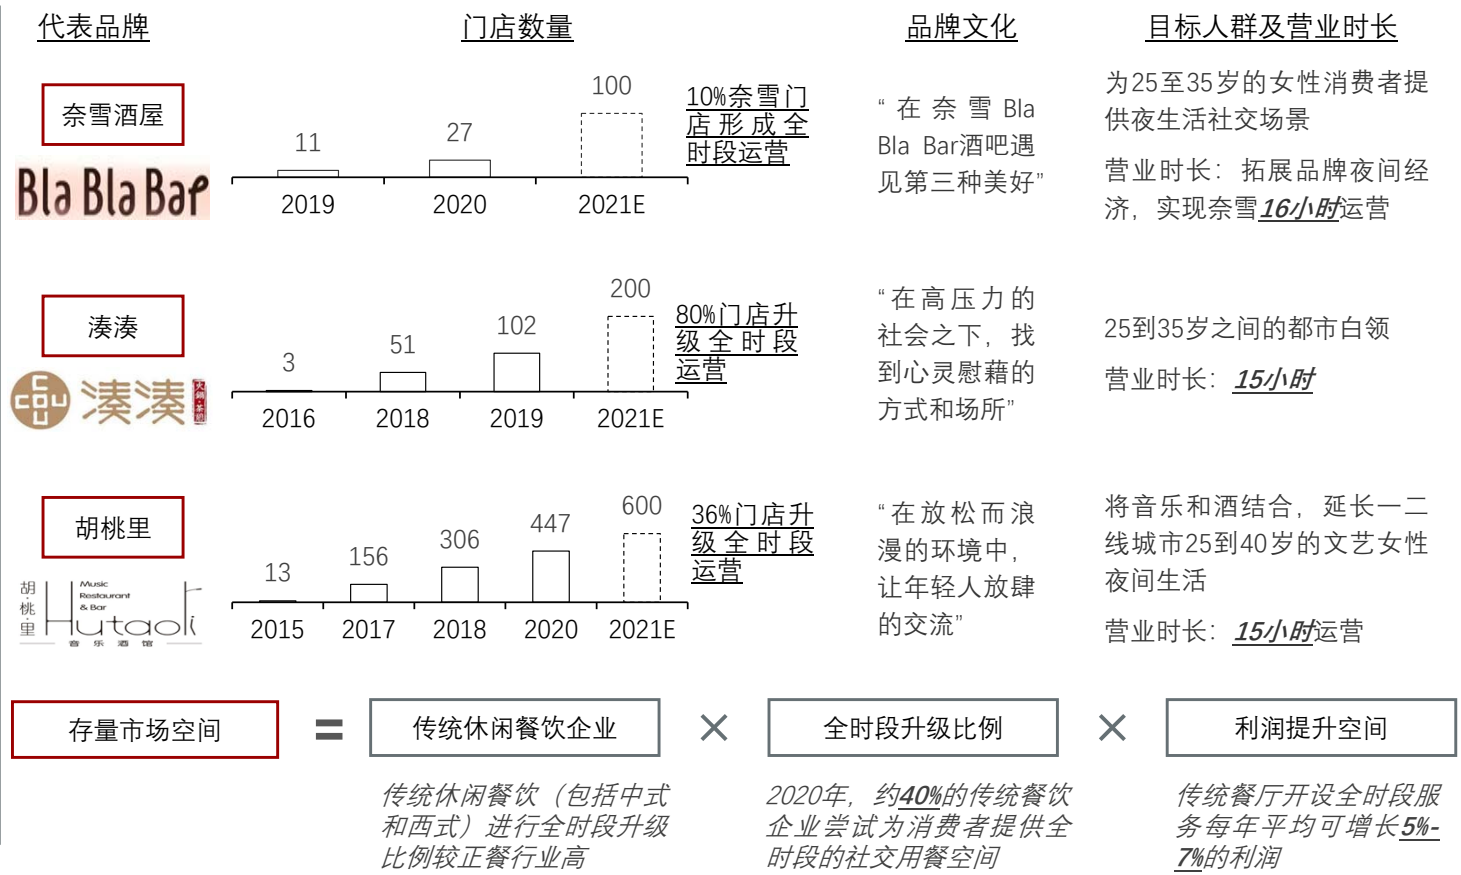 代表品牌
门店数量
品牌文化
目标人群及营业时长
奈雪酒屋
Bla Bla Bar
11
27
100
2019
2020
2021E
10%奈雪门
店形成全
时段运营
“在奈雪Bla
Bla Bar酒吧遇
见第三种美好”
为25至35岁的女性消费者提
供夜生活社交场景
营业时长：拓展品牌夜间经
济，实现奈雪16小时运营
湊湊
湊湊
火鍋·茶憩
3
51
102
200
2016
2018
2019
2021E
80%门店升
级全时段
运营
“在高压力的
社会之下，找
到心灵慰藉的
方式和场所”
25到35岁之间的都市白领
营业时长：15小时
胡桃里
胡·桃·里
Music
Restaurant
& Bar
Hutaoli
音乐酒馆
13
156
306
447
600
2015
2017
2018
2020
2021E
36%门店升
级全时段
运营
“在放松而浪
漫的环境中，
让年轻人放肆
的交流”
将音乐和酒结合，延长一二
线城市25到40岁的文艺女性
夜间生活
营业时长：15小时运营
存量市场空间
=
传统休闲餐饮企业
×
全时段升级比例
×
利润提升空间
传统休闲餐饮（包括中式
和西式）进行全时段升级
比例较正餐行业高
2020年，约40%的传统餐饮
企业尝试为消费者提供全
时段的社交用餐空间
传统餐厅开设全时段服
务每年平均可增长5%-
7%的利润